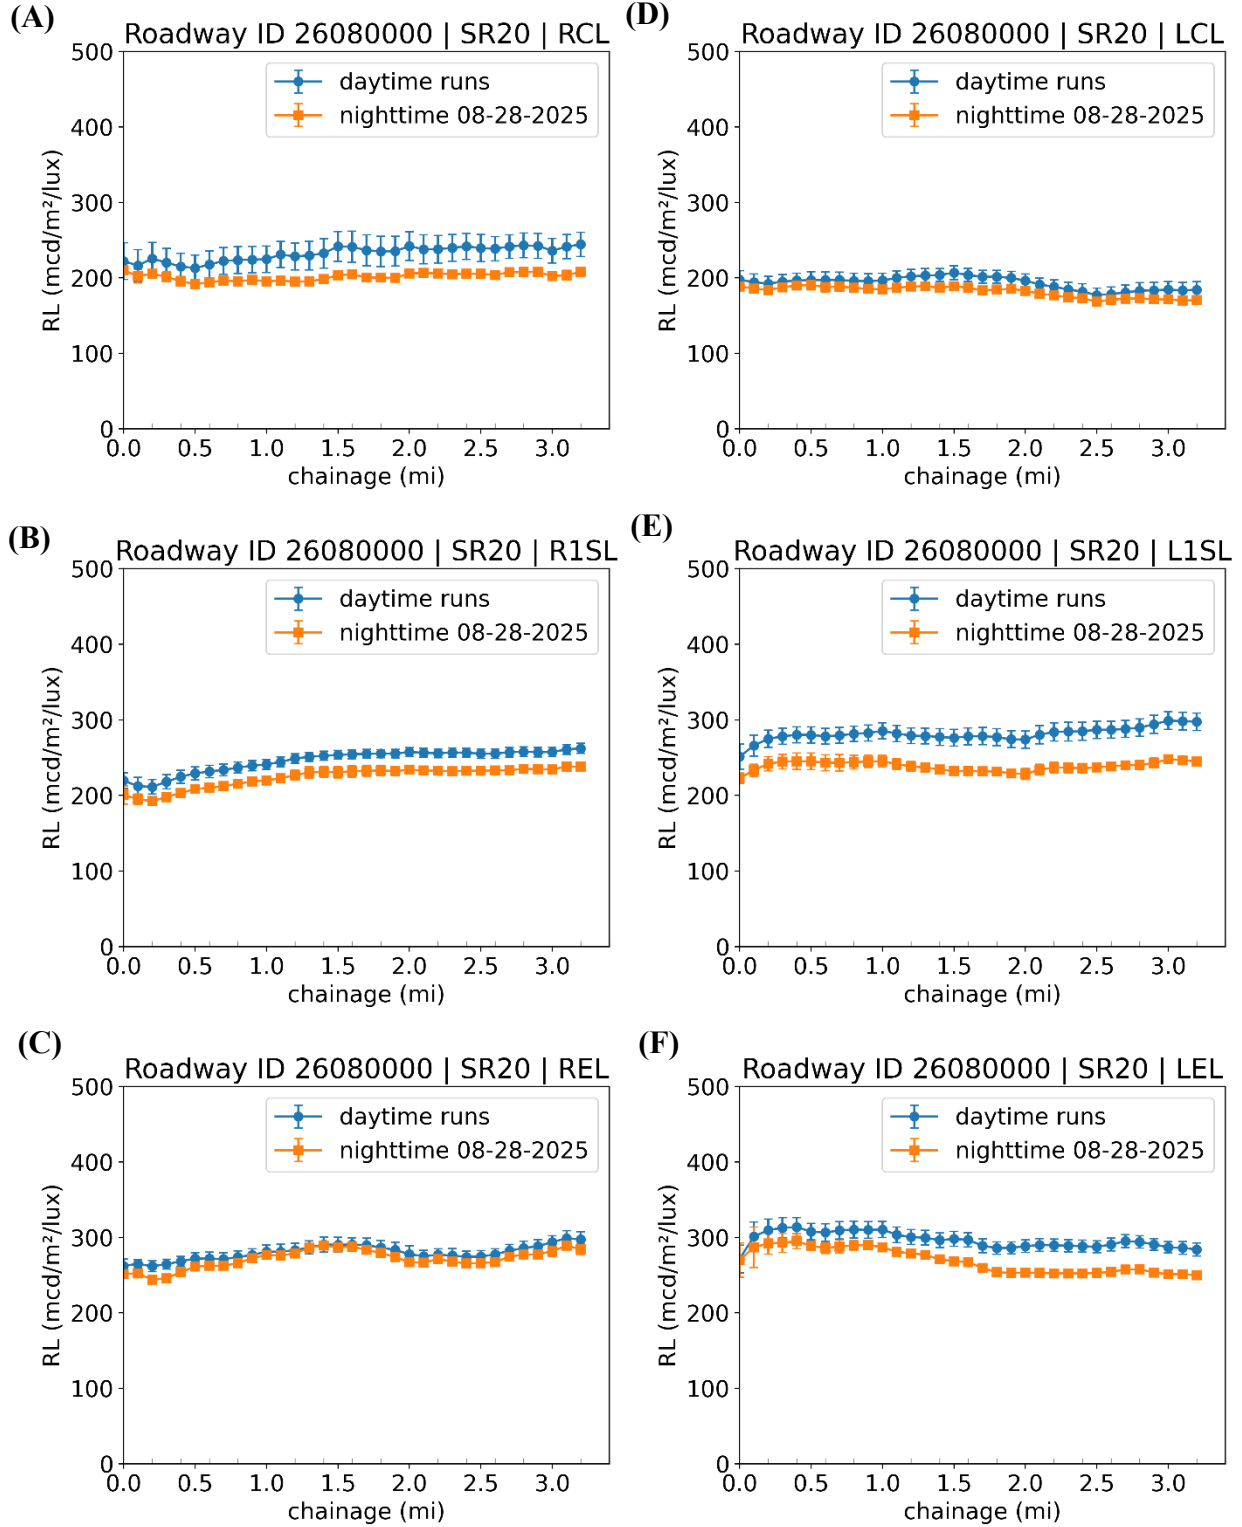 (A)
Roadway ID 26080000 | SR20 | RCL
500
400
300
200
100
0
RL (mcd/m²/lux)
daytime runs
nighttime 08-28-2025
0.0 0.5 1.0 1.5 2.0 2.5 3.0
chainage (mi)
(D)
Roadway ID 26080000 | SR20 | LCL
500
400
300
200
100
0
RL (mcd/m²/lux)
daytime runs
nighttime 08-28-2025
0.0 0.5 1.0 1.5 2.0 2.5 3.0
chainage (mi)
(B)
Roadway ID 26080000 | SR20 | R1SL
500
400
300
200
100
0
RL (mcd/m²/lux)
daytime runs
nighttime 08-28-2025
0.0 0.5 1.0 1.5 2.0 2.5 3.0
chainage (mi)
(E)
Roadway ID 26080000 | SR20 | L1SL
500
400
300
200
100
0
RL (mcd/m²/lux)
daytime runs
nighttime 08-28-2025
0.0 0.5 1.0 1.5 2.0 2.5 3.0
chainage (mi)
(C)
Roadway ID 26080000 | SR20 | REL
500
400
300
200
100
0
RL (mcd/m²/lux)
daytime runs
nighttime 08-28-2025
0.0 0.5 1.0 1.5 2.0 2.5 3.0
chainage (mi)
(F)
Roadway ID 26080000 | SR20 | LEL
500
400
300
200
100
0
RL (mcd/m²/lux)
daytime runs
nighttime 08-28-2025
0.0 0.5 1.0 1.5 2.0 2.5 3.0
chainage (mi)